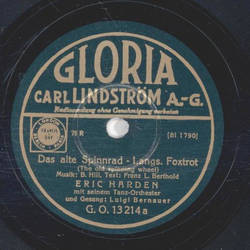 GLORIA
CARL LINDSTRÖM A.-G.
Radiosendung ohne Genehmigung verboten
78 R
[Bi 1790]
Das alte Spinnrad - Langs. Foxtrot
(The old spinning wheel)
Musik: B. Hill, Text: Franz L. Berthold
ERIC HARDEN
mit seinem Tanz-Orchester
und Gesang: Luigi Bernauer
G.O. 13214a